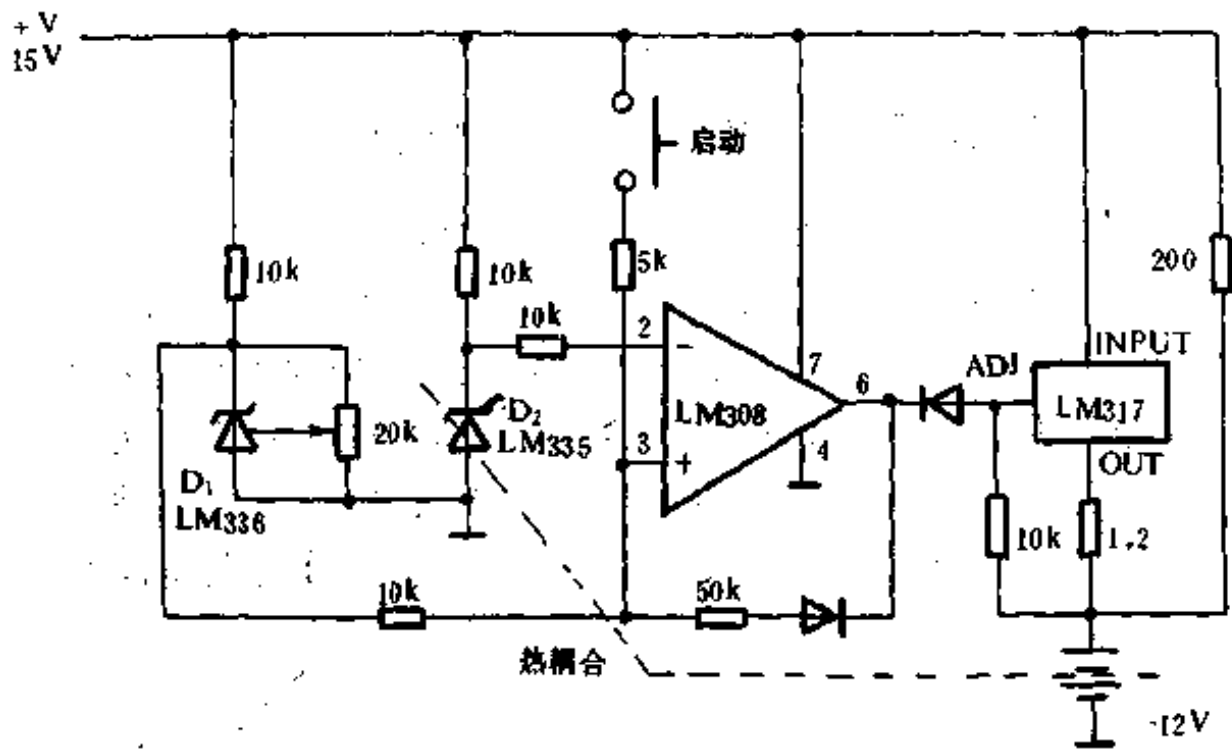 + V
15V
启动
10k
10k
5k
200
10k
2
7
6
ADJ
INPUT
LM317
OUT
LM308
D₂
LM335
20k
3
4
D₁
LM336
10k
1.2
10k
50k
热耦合
-12V